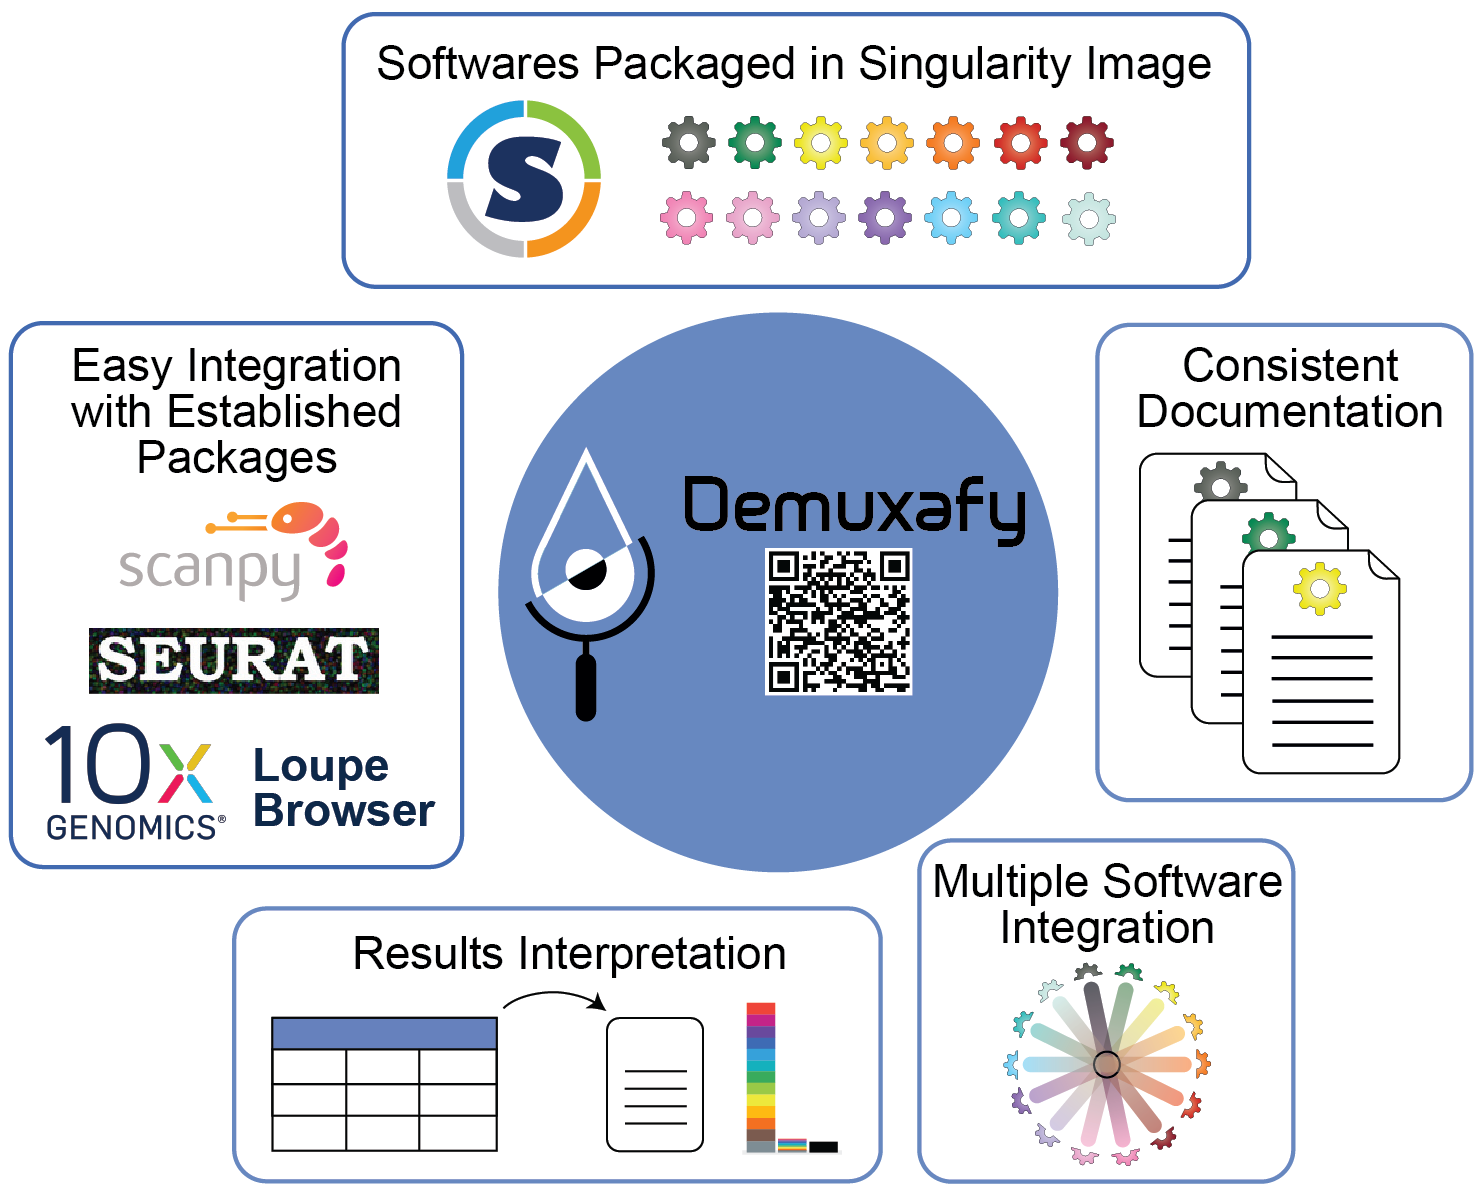 Softwares Packaged in Singularity Image
S
Easy Integration
with Established
Packages
scanpy
SEURAT
10x
GENOMICS®
Loupe
Browser
Demuxafy
Consistent
Documentation
Results Interpretation
Multiple Software
Integration